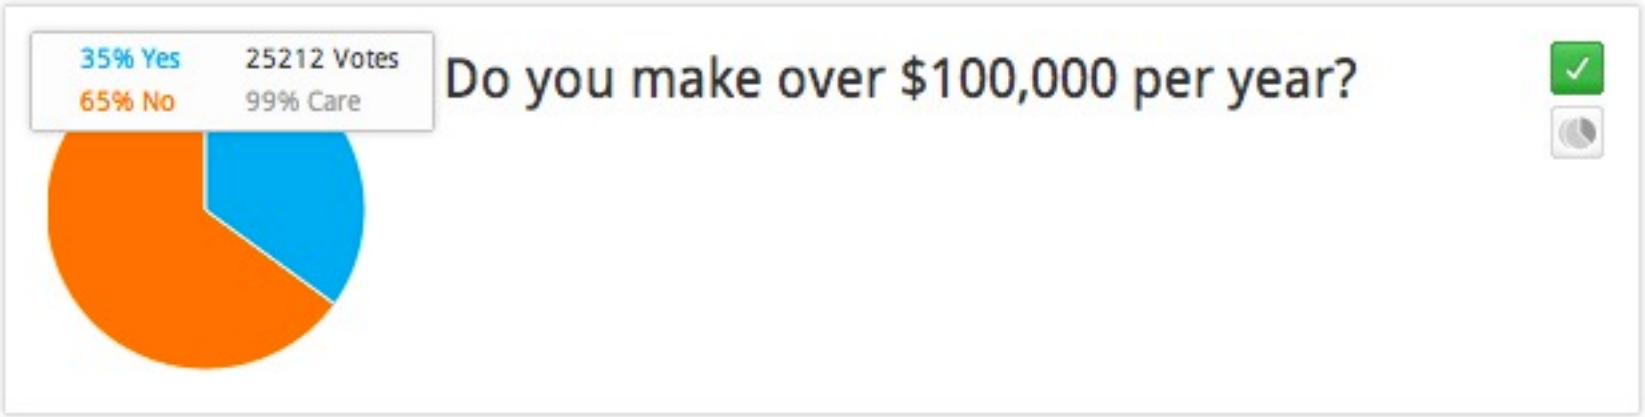 35% Yes 25212 Votes
65% No 99% Care
Do you make over $100,000 per year?